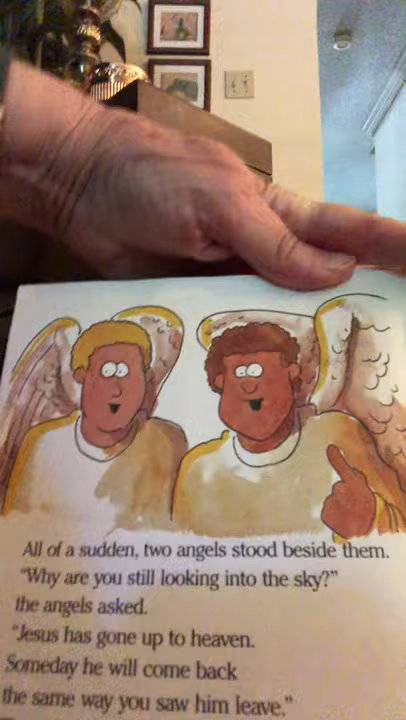 All of a sudden, two angels stood beside them.
"Why are you still looking into the sky?"
the angels asked.
"Jesus has gone up to heaven.
Someday he will come back
the same way you saw him leave."